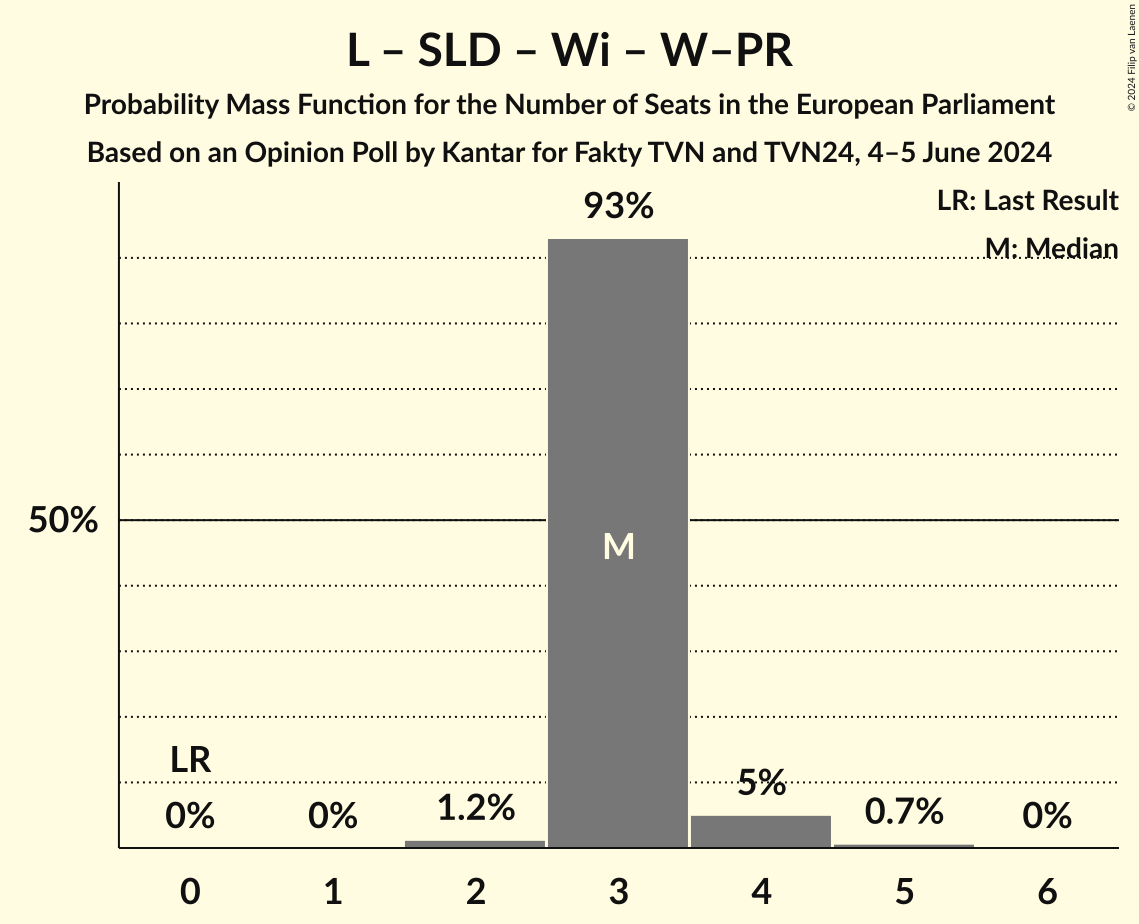 L – SLD – Wi – W–PR
Probability Mass Function for the Number of Seats in the European Parliament
Based on an Opinion Poll by Kantar for Fakty TVN and TVN24, 4–5 June 2024
© 2024 Filip van Laenen
LR: Last Result
M: Median
93%
50%
M
LR
0%
0%
1.2%
5%
0.7%
0%
0 1 2 3 4 5 6